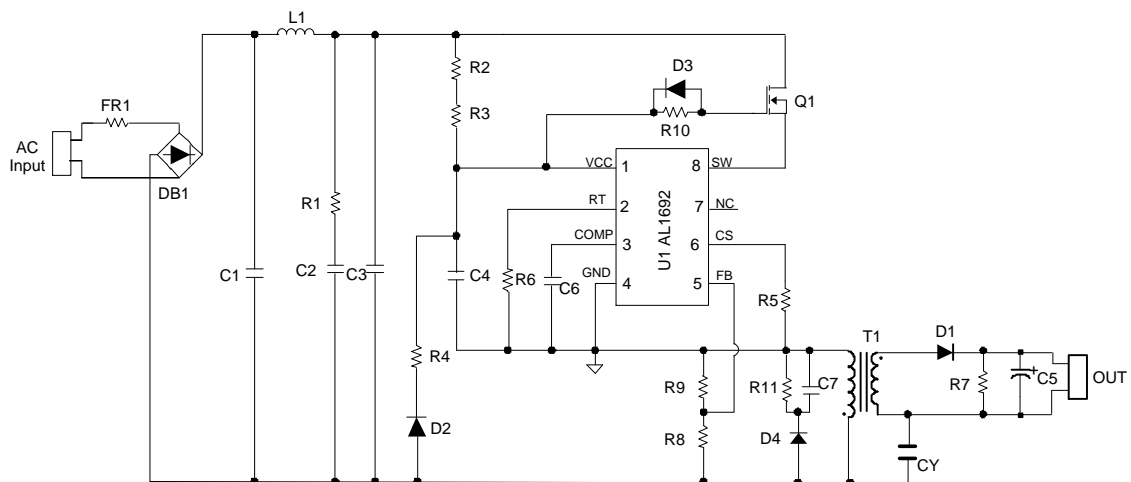 L1
R2
D3
FR1
R3
R10
Q1
AC
Input
DB1
VCC
1
8
SW
R1
RT
2
7
NC
U1 AL1692
COMP
3
6
CS
C1
C2
C3
C4
R6
C6
GND
4
5
FB
R5
T1
D1
R4
R9
R11
C7
R7
+
C5
OUT
D2
R8
D4
CY